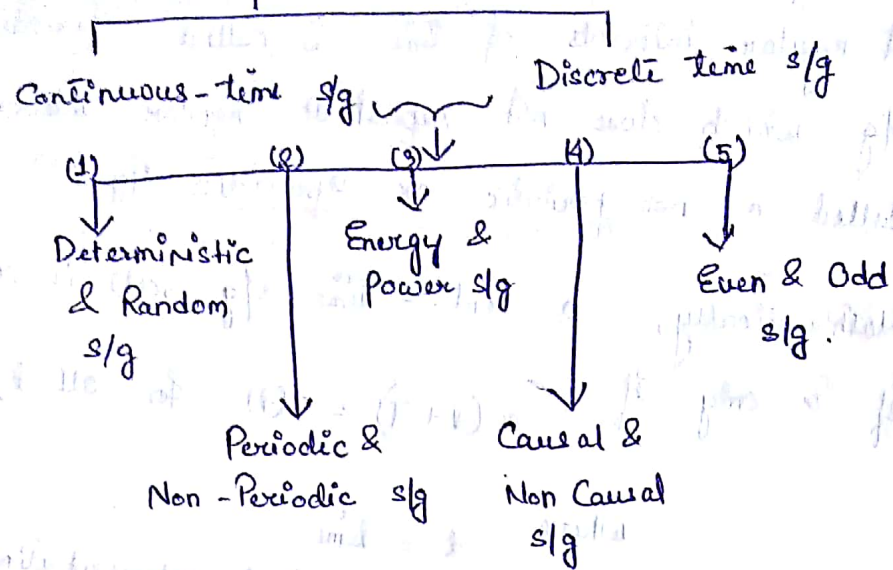 Continuous-time s/g
Discrete time s/g
(1) (2) (3) (4) (5)
Deterministic
& Random
s/g
Energy &
Power s/g
Even & Odd
s/g.
Periodic &
Non-Periodic s/g
Causal &
Non Causal
s/g